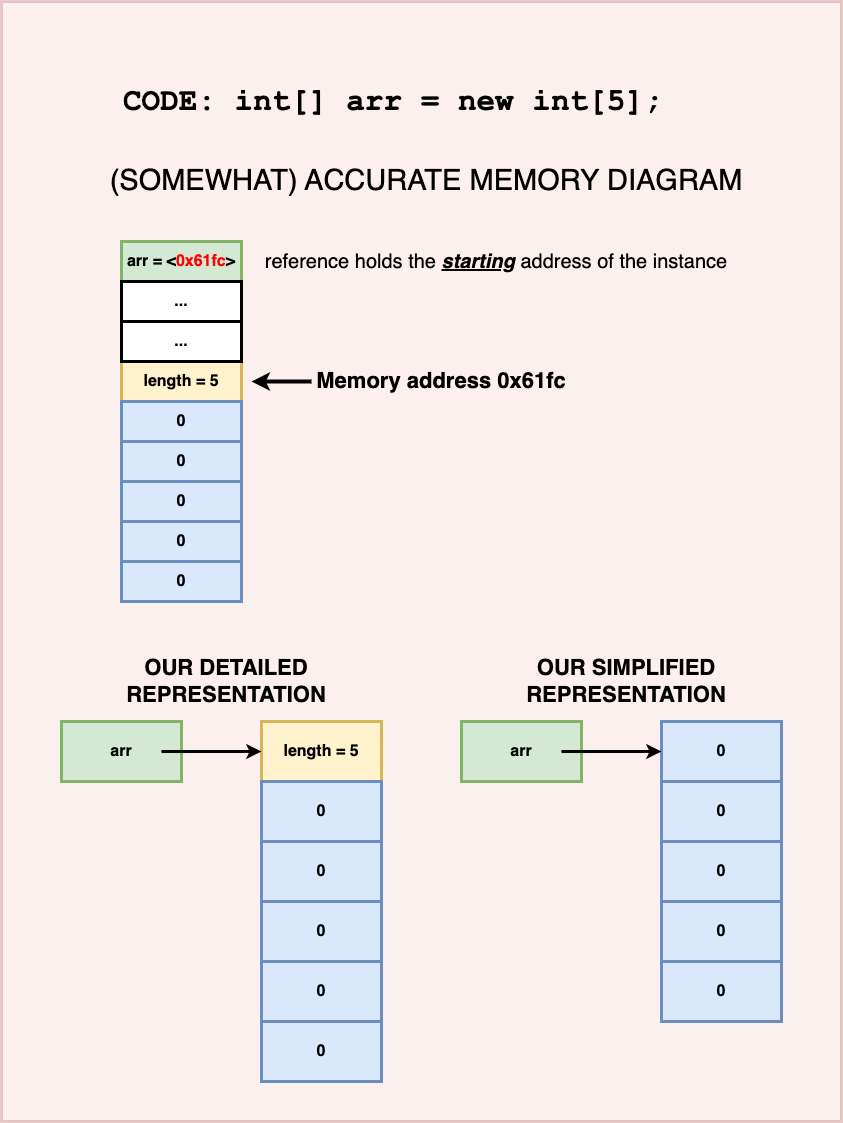 CODE: int[] arr = new int[5];
(SOMEWHAT) ACCURATE MEMORY DIAGRAM
arr = <0x61fc>
reference holds the starting address of the instance
...
...
length = 5
Memory address 0x61fc
0
0
0
0
0
OUR DETAILED
REPRESENTATION
arr
length = 5
0
0
0
0
0
OUR SIMPLIFIED
REPRESENTATION
arr
0
0
0
0
0